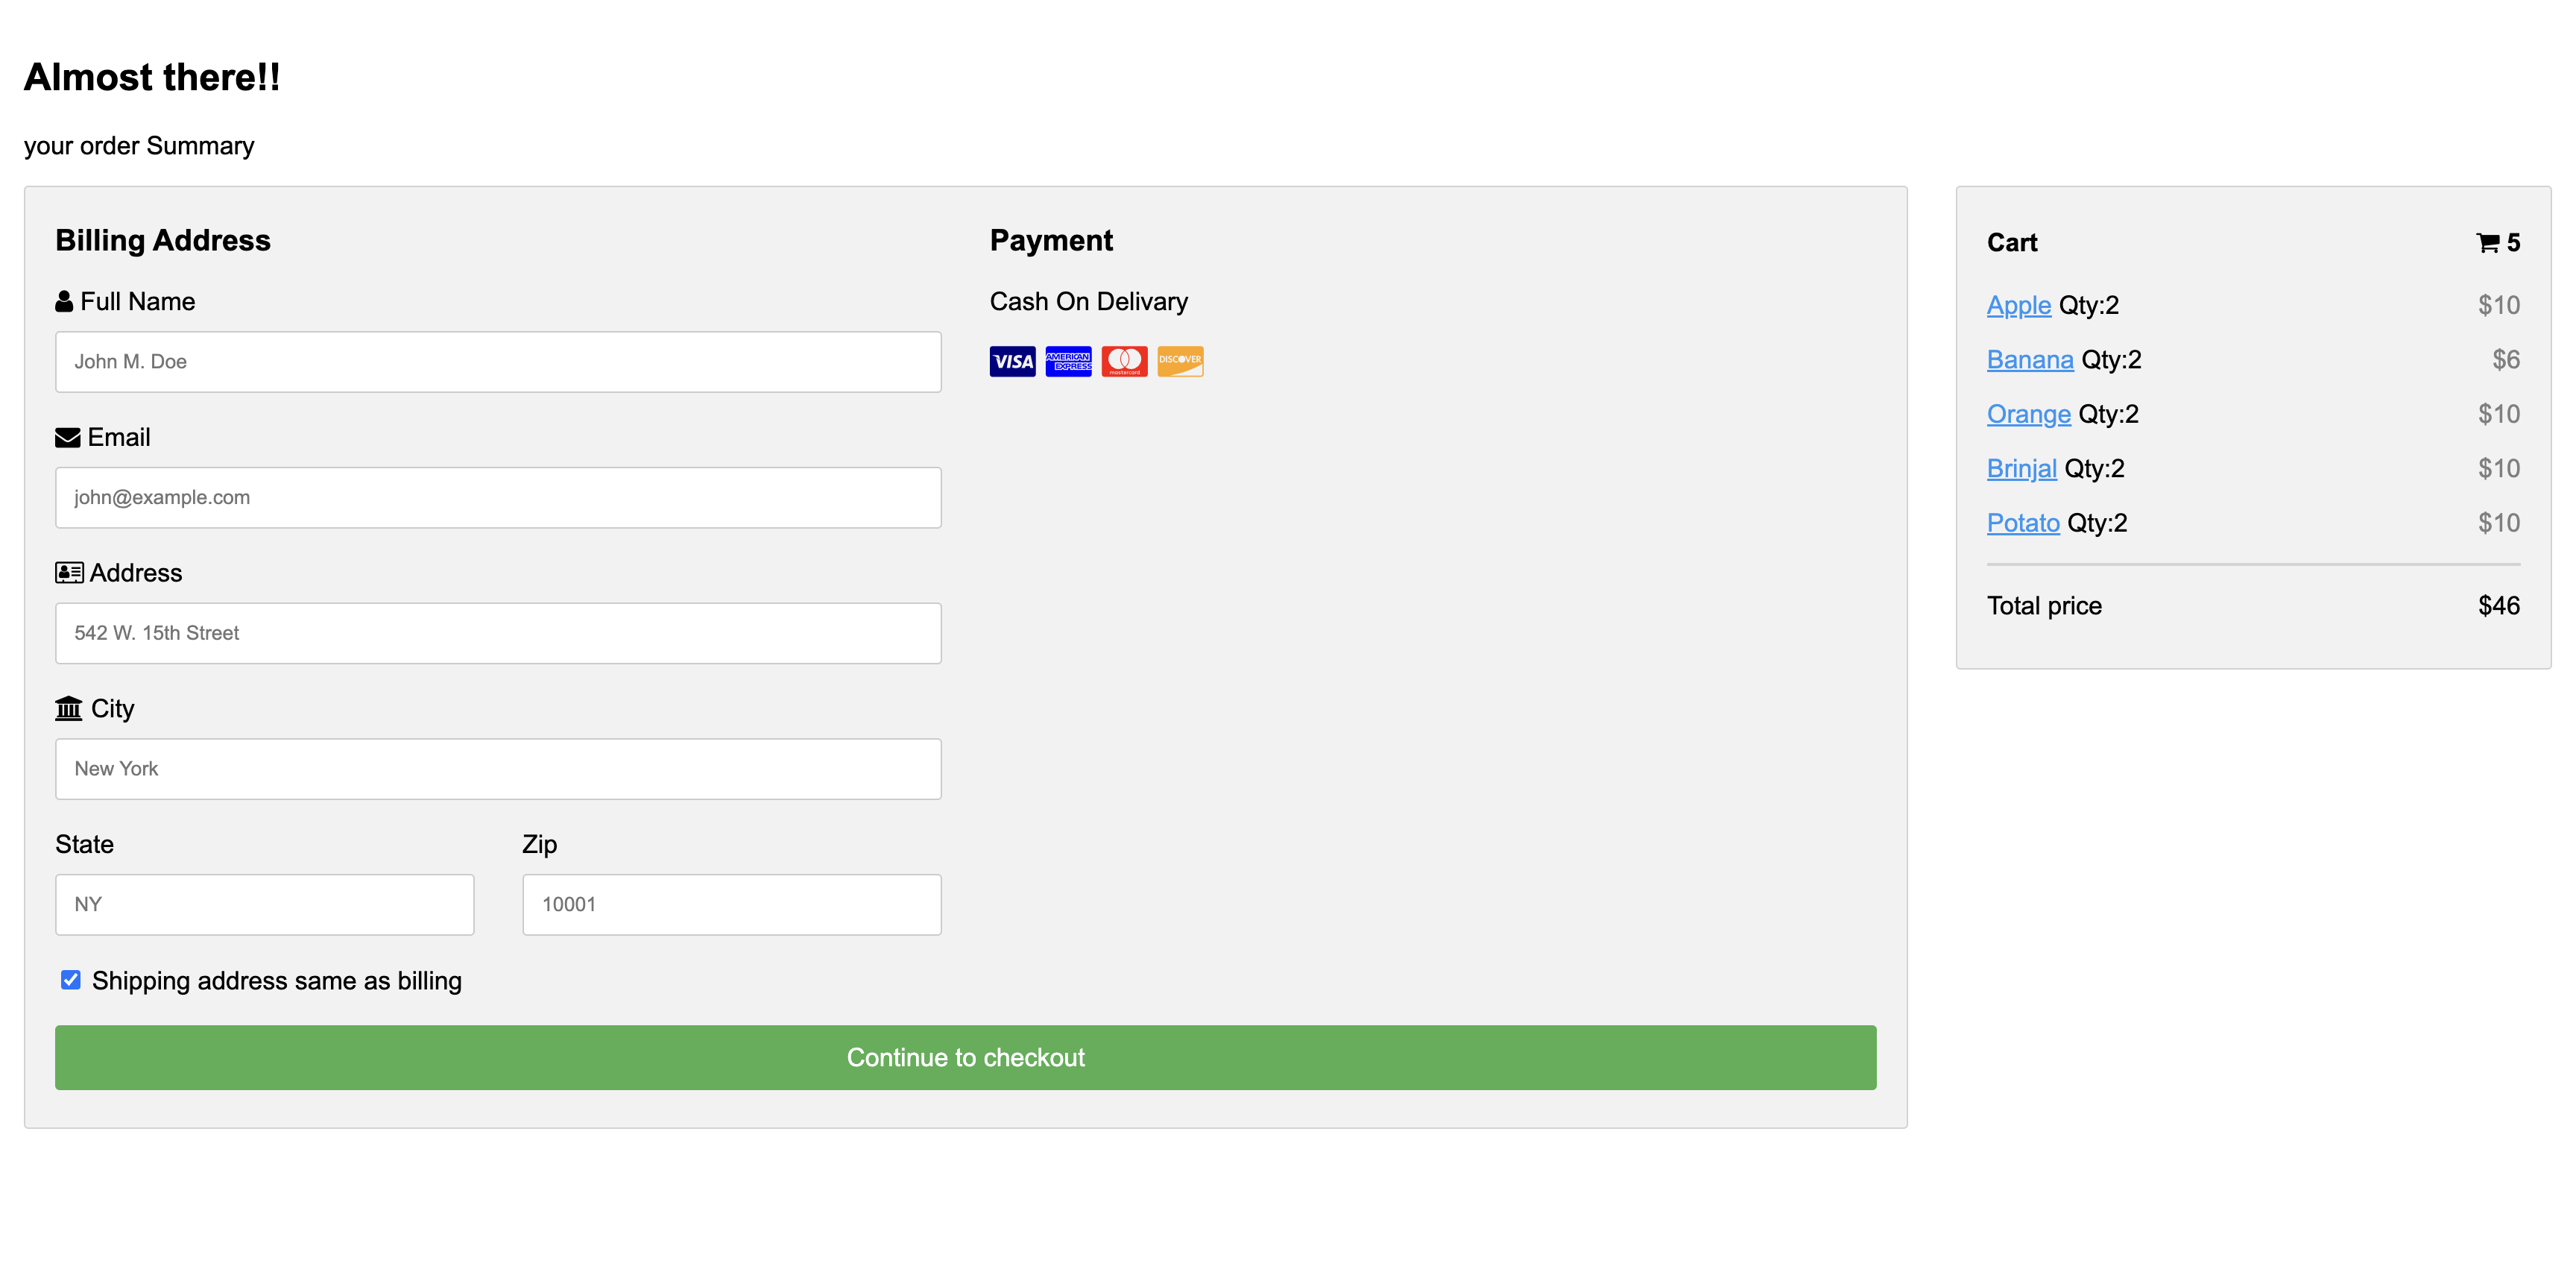 Almost there!!
your order Summary
Billing Address
Full Name
John M. Doe
Email
john@example.com
Address
542 W. 15th Street
City
New York
State Zip
NY 10001
Shipping address same as billing
Payment
Cash On Delivary
VISA AMERICAN EXPRESS mastercard DISCOVER
Continue to checkout
Cart 5
Apple Qty:2 $10
Banana Qty:2 $6
Orange Qty:2 $10
Brinjal Qty:2 $10
Potato Qty:2 $10
Total price $46